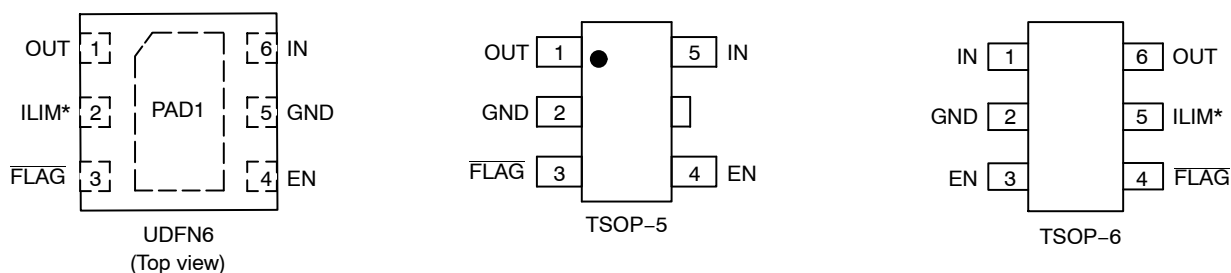 OUT 1 6 IN
ILIM* 2 PAD1 5 GND
FLAG 3 4 EN
UDFN6
(Top view)
OUT 1 5 IN
GND 2
FLAG 3 4 EN
TSOP−5
IN 1 6 OUT
GND 2 5 ILIM*
EN 3 4 FLAG
TSOP−6